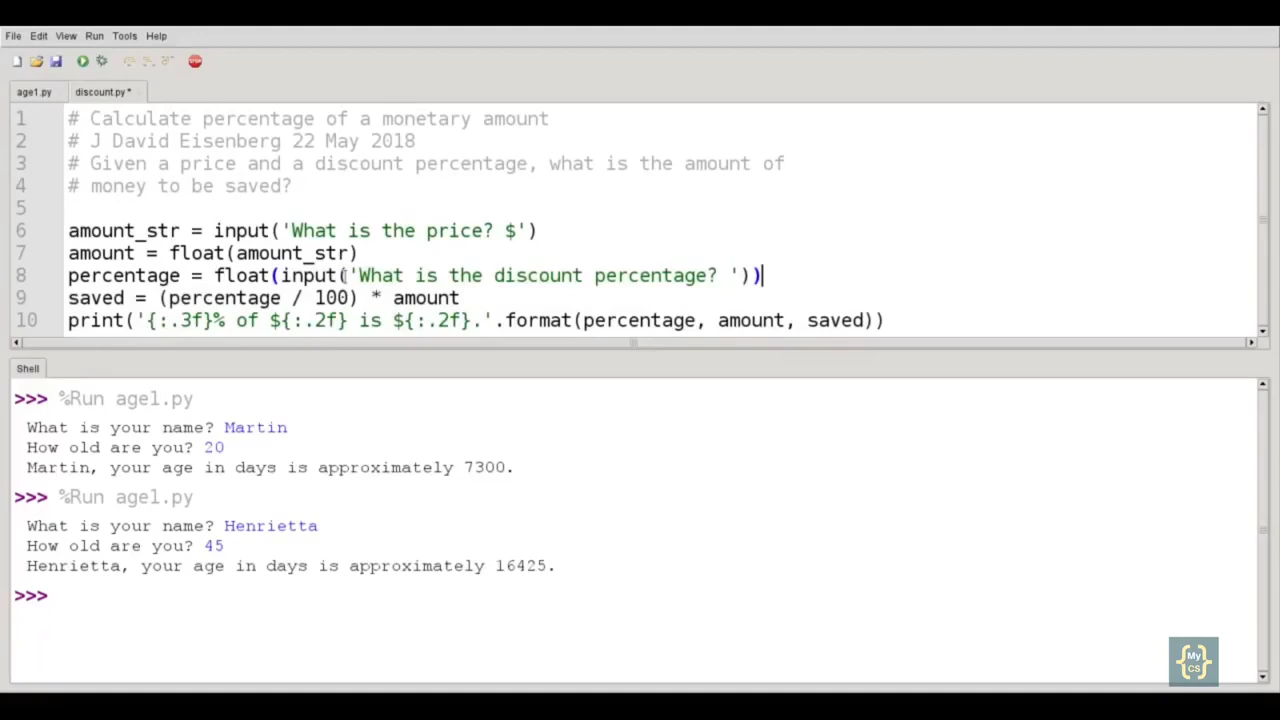 File Edit View Run Tools Help
age1.py discount.py *
1 # Calculate percentage of a monetary amount
2 # J David Eisenberg 22 May 2018
3 # Given a price and a discount percentage, what is the amount of
4 # money to be saved?
5
6 amount_str = input('What is the price? $')
7 amount = float(amount_str)
8 percentage = float(input('What is the discount percentage? '))
9 saved = (percentage / 100) * amount
10 print('{:.3f}% of ${:.2f} is ${:.2f}.'.format(percentage, amount, saved))
Shell
>>> %Run age1.py
What is your name? Martin
How old are you? 20
Martin, your age in days is approximately 7300.
>>> %Run age1.py
What is your name? Henrietta
How old are you? 45
Henrietta, your age in days is approximately 16425.
>>>
{My CS}